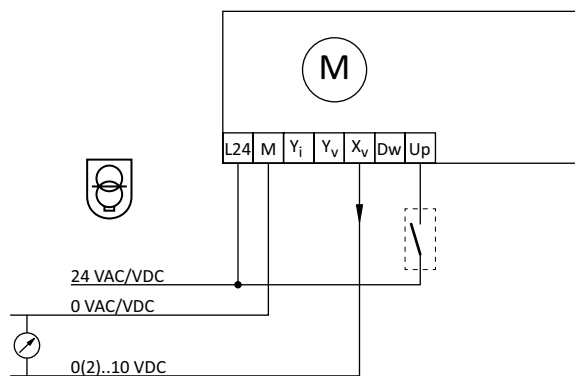 M
L24 M Yi Yv Xv Dw Up
24 VAC/VDC
0 VAC/VDC
0(2)..10 VDC